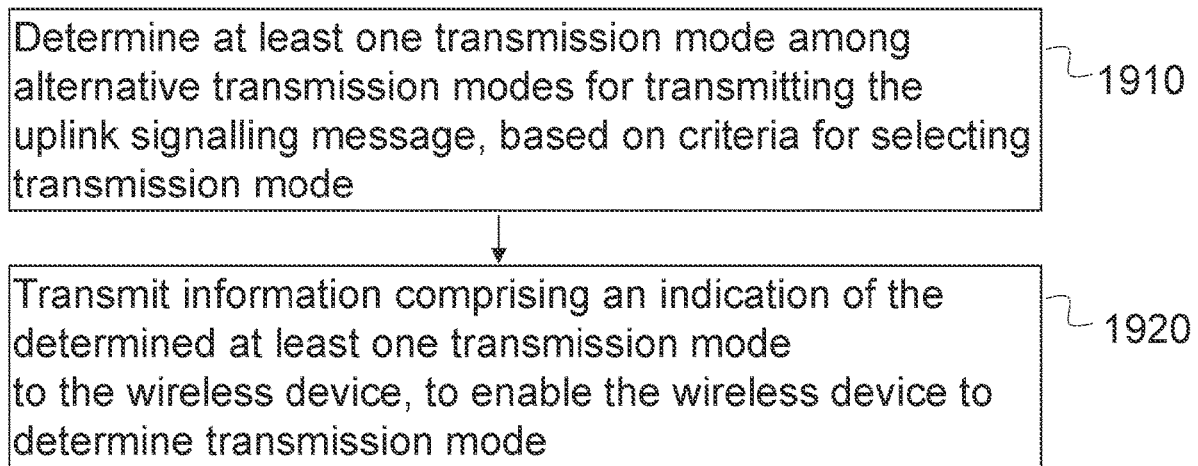 Determine at least one transmission mode among
alternative transmission modes for transmitting the
uplink signalling message, based on criteria for selecting
transmission mode
1910
Transmit information comprising an indication of the
determined at least one transmission mode
to the wireless device, to enable the wireless device to
determine transmission mode
1920